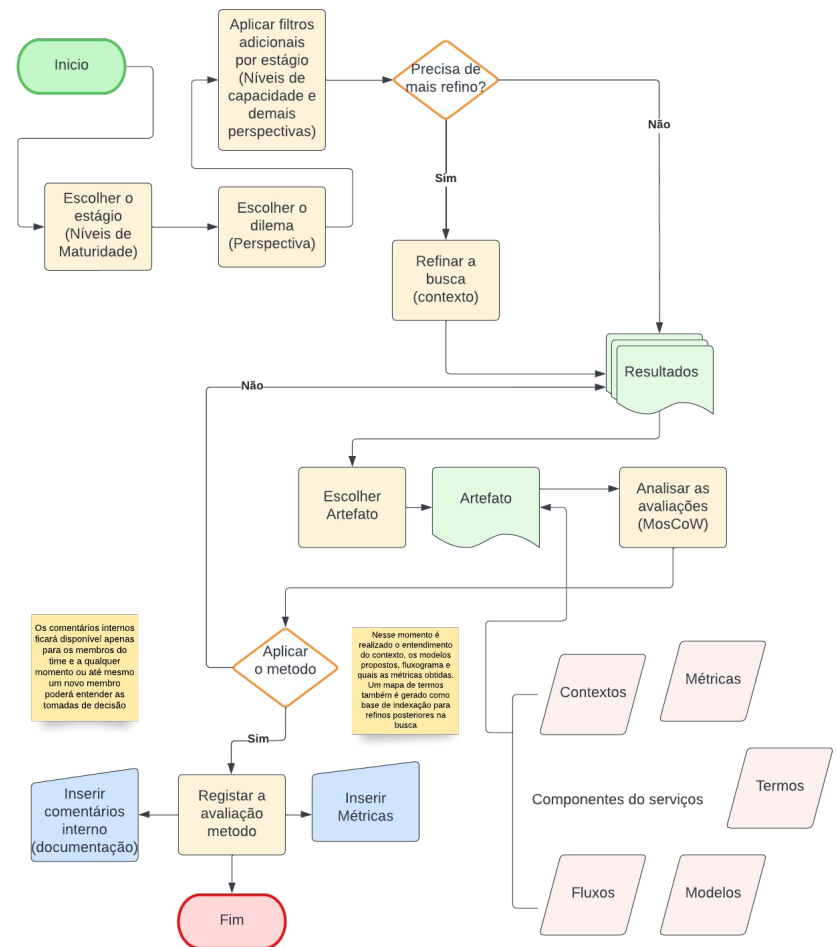 Inicio
Aplicar filtros
adicionais
por estágio
(Níveis de
capacidade e
demais
perspectivas)
Precisa de
mais refino?
Não
Sim
Escolher o
estágio
(Níveis de
Maturidade)
Escolher o
dilema
(Perspectiva)
Refinar a
busca
(contexto)
Resultados
Não
Escolher
Artefato
Artefato
Analisar as
avaliações
(MosCoW)
Os comentários internos
ficará disponível apenas
para os membros do
time e a qualquer
momento ou até mesmo
um novo membro
poderá entender as
tomadas de decisão
Aplicar
o metodo
Nesse momento é
realizado o entendimento
do contexto, os modelos
propostos, fluxograma e
quais as métricas obtidas.
Um mapa de termos
também é gerado como
base de indexação para
refinos posteriores na
busca
Contextos
Métricas
Sim
Inserir
comentários
interno
(documentação)
Registar a
avaliação
metodo
Inserir
Métricas
Componentes do serviços
Termos
Fluxos
Modelos
Fim